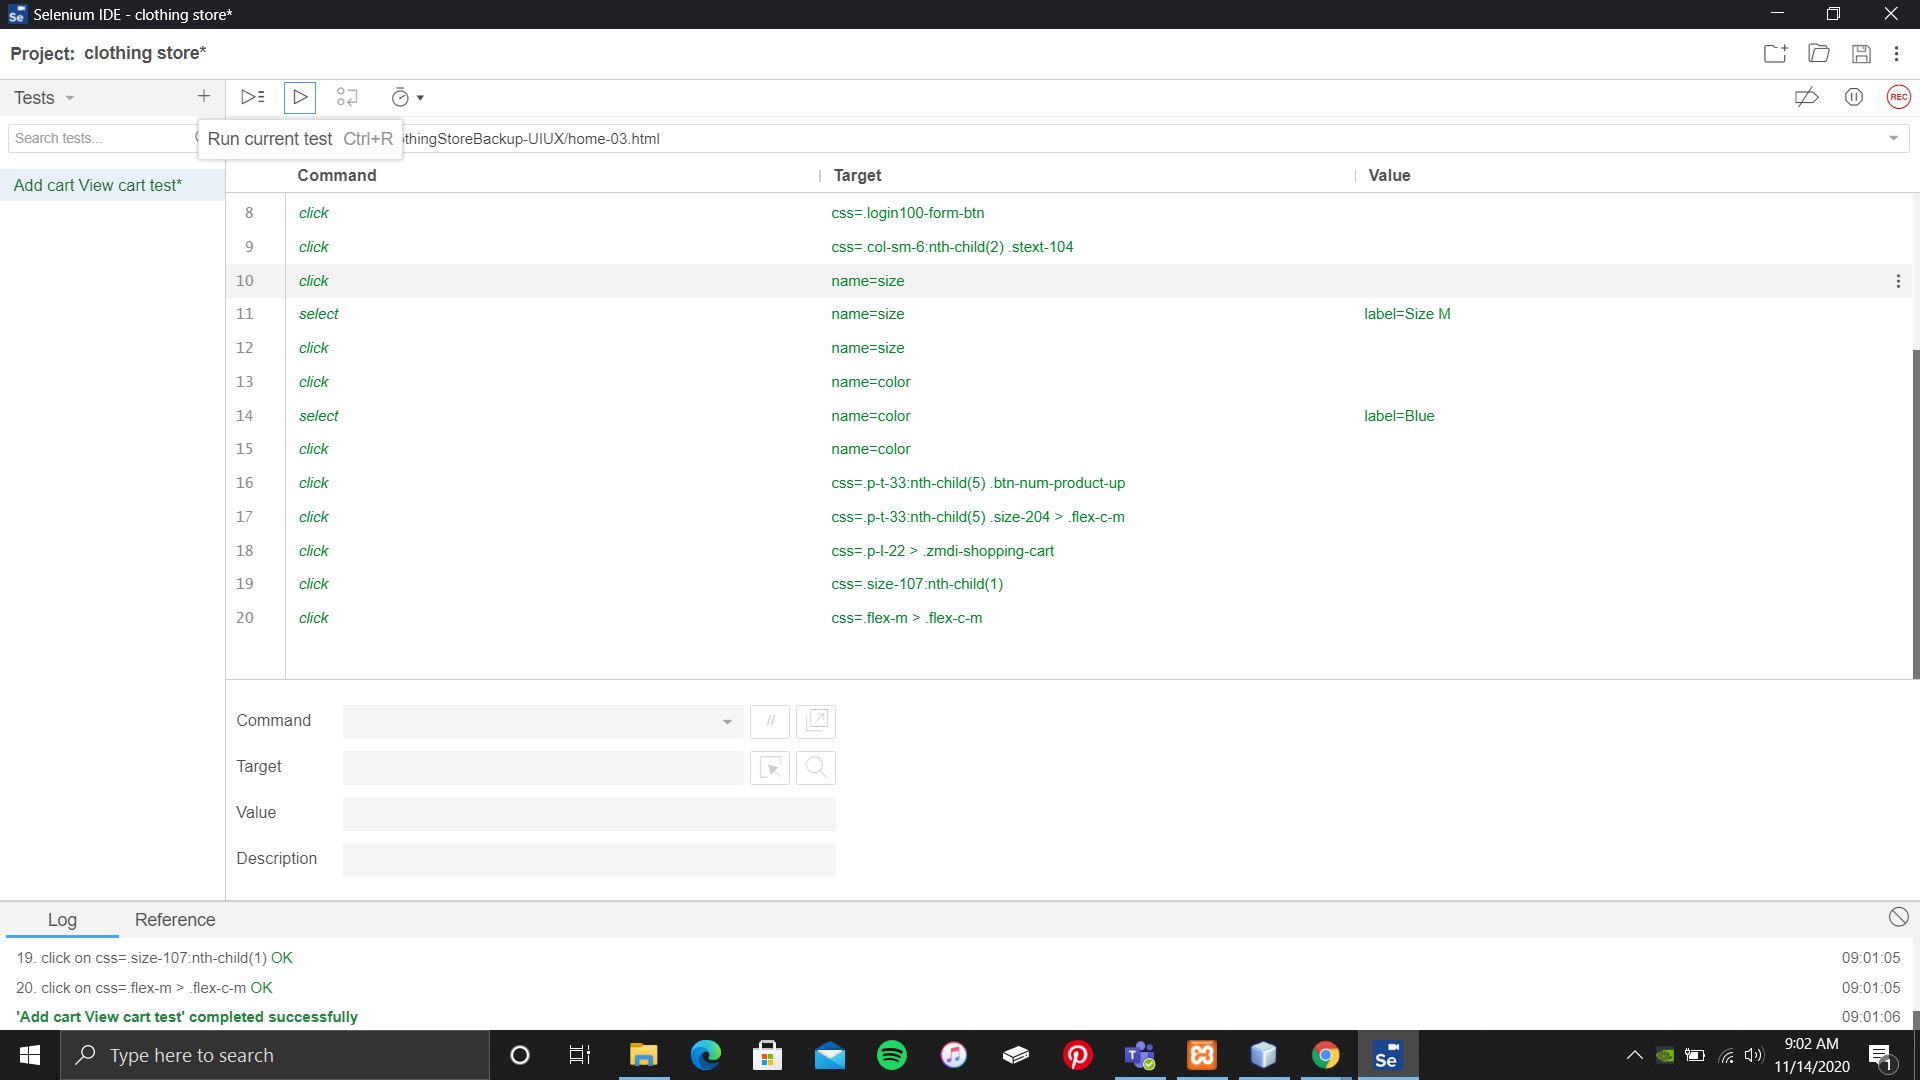 Se Selenium IDE - clothing store*
Project: clothing store*
Tests
REC
Search tests...
Run current test Ctrl+R
thingStoreBackup-UIUX/home-03.html
Add cart View cart test*
Command Target Value
8 click css=.login100-form-btn
9 click css=.col-sm-6:nth-child(2) .stext-104
10 click name=size
11 select name=size label=Size M
12 click name=size
13 click name=color
14 select name=color label=Blue
15 click name=color
16 click css=.p-t-33:nth-child(5) .btn-num-product-up
17 click css=.p-t-33:nth-child(5) .size-204 > .flex-c-m
18 click css=.p-l-22 > .zmdi-shopping-cart
19 click css=.size-107:nth-child(1)
20 click css=.flex-m > .flex-c-m
Command //
Target
Value
Description
Log Reference
19. click on css=.size-107:nth-child(1) OK 09:01:05
20. click on css=.flex-m > .flex-c-m OK 09:01:05
'Add cart View cart test' completed successfully 09:01:06
Type here to search
Se
9:02 AM
11/14/2020
1